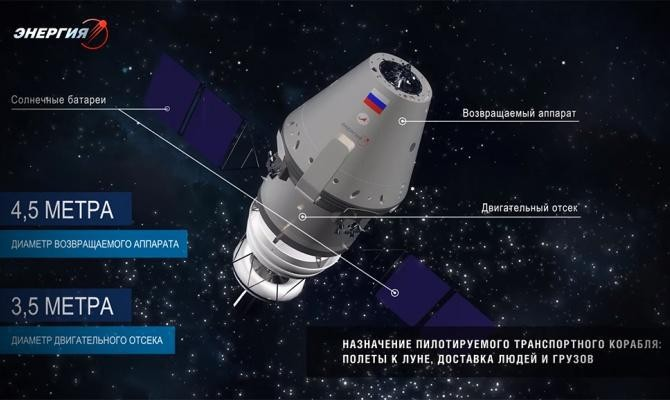 ЭНЕРГИЯ
Солнечные батареи
Возвращаемый аппарат
Двигательный отсек
4,5 МЕТРА
ДИАМЕТР ВОЗВРАЩАЕМОГО АППАРАТА
3,5 МЕТРА
ДИАМЕТР ДВИГАТЕЛЬНОГО ОТСЕКА
НАЗНАЧЕНИЕ ПИЛОТИРУЕМОГО ТРАНСПОРТНОГО КОРАБЛЯ:
ПОЛЕТЫ К ЛУНЕ, ДОСТАВКА ЛЮДЕЙ И ГРУЗОВ